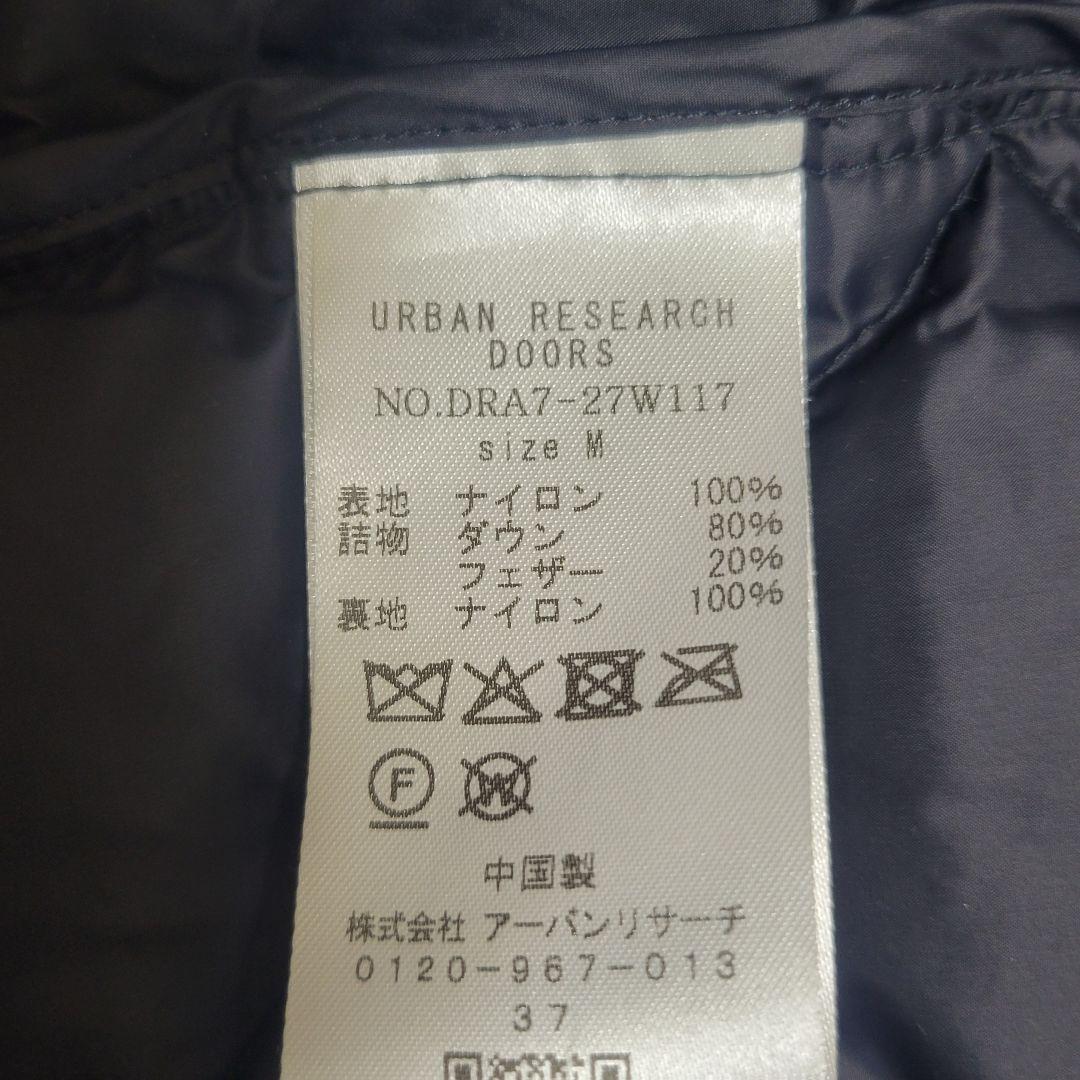 URBAN RESEARCH
DOORS
NO.DRA7-27W117
size M
表地 ナイロン 100%
詰物 ダウン 80%
フェザー 20%
裏地 ナイロン 100%
F
W
中国製
株式会社 アーバンリサーチ
0120-967-013
37